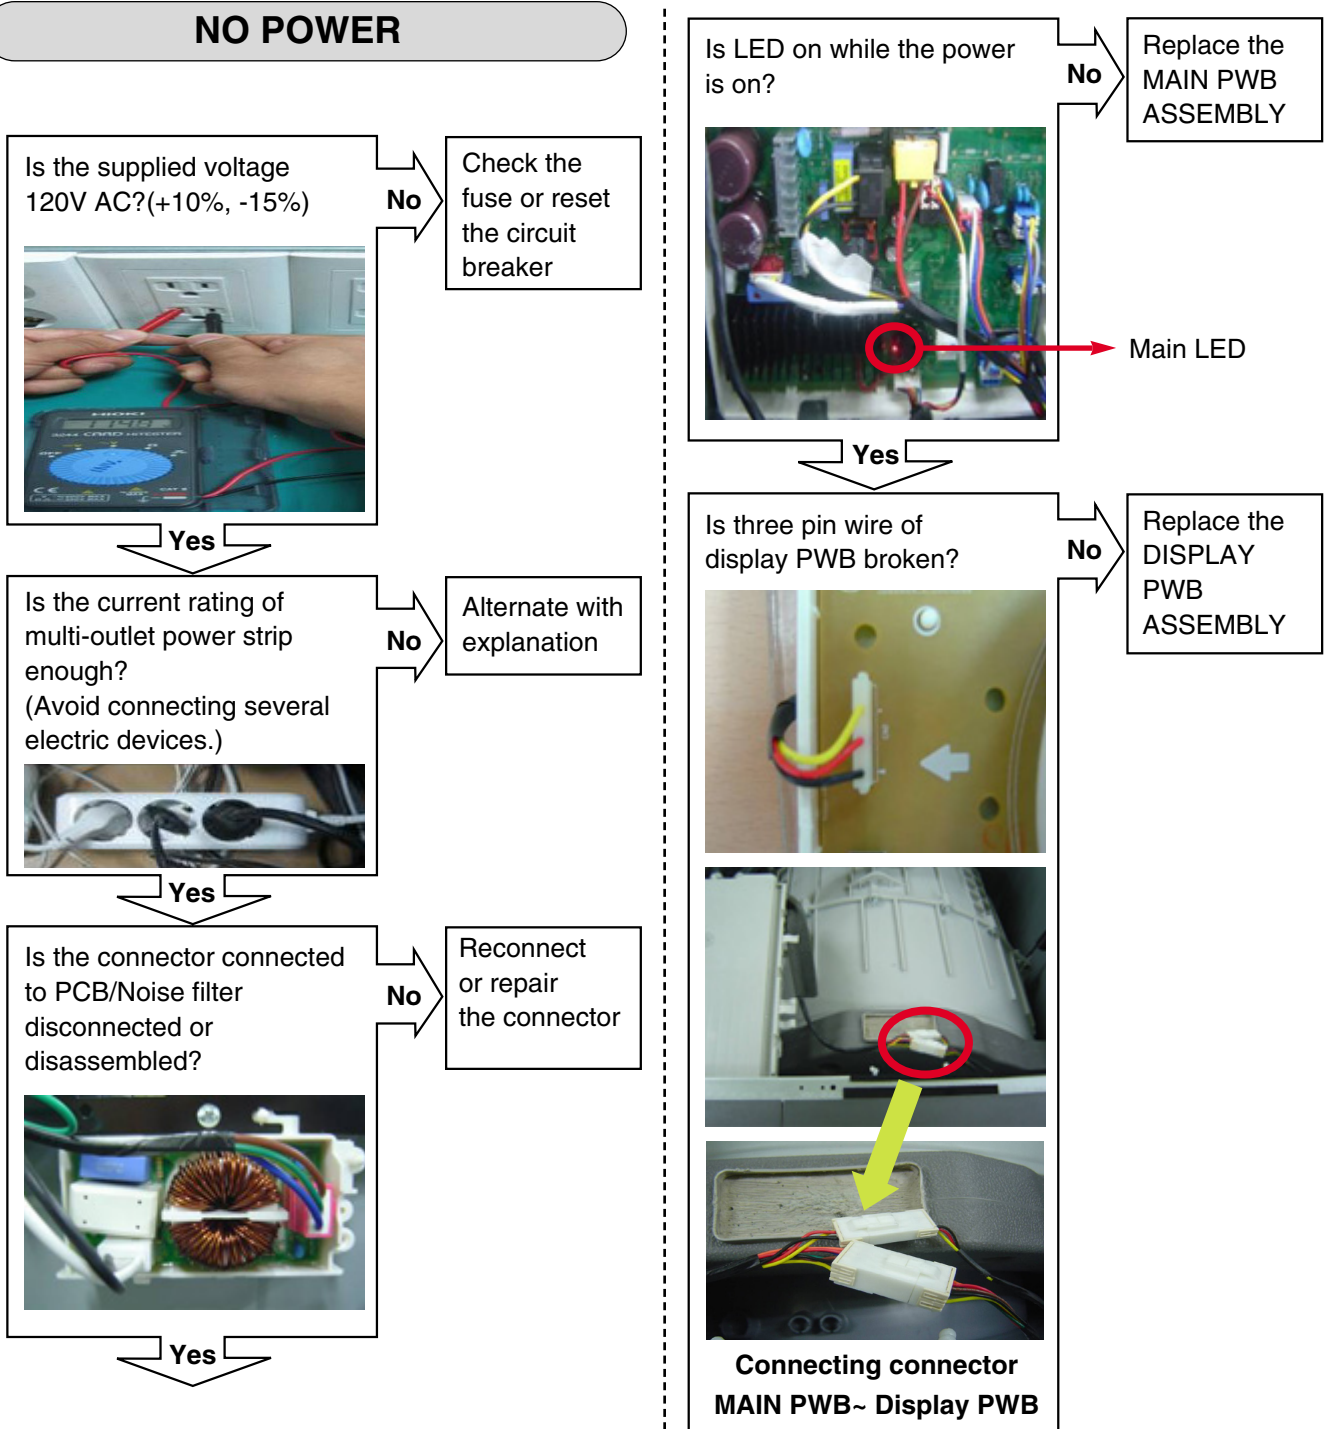 NO POWER
Is the supplied voltage
120V AC?(+10%, -15%)
No
Check the
fuse or reset
the circuit
breaker
HIOKI
CARD HiTESTER
OFF
CE
Yes
Is the current rating of
multi-outlet power strip
enough?
(Avoid connecting several
electric devices.)
No
Alternate with
explanation
Yes
Is the connector connected
to PCB/Noise filter
disconnected or
disassembled?
No
Reconnect
or repair
the connector
Yes
Is LED on while the power
is on?
No
Replace the
MAIN PWB
ASSEMBLY
Main LED
Yes
Is three pin wire of
display PWB broken?
No
Replace the
DISPLAY
PWB
ASSEMBLY
Connecting connector
MAIN PWB~ Display PWB